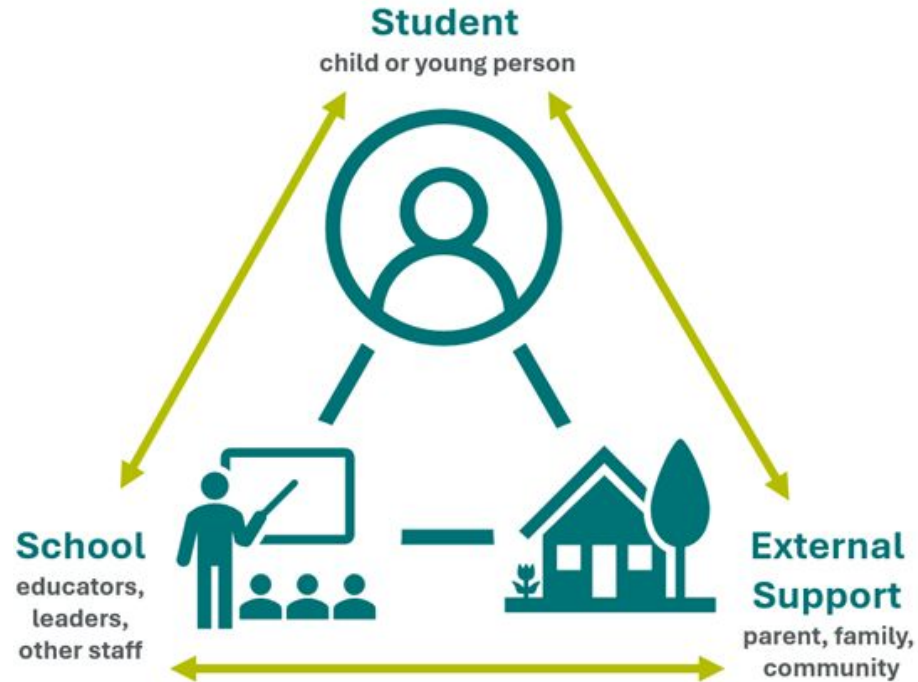 Student
child or young person
School
educators,
leaders,
other staff
External
Support
parent, family,
community